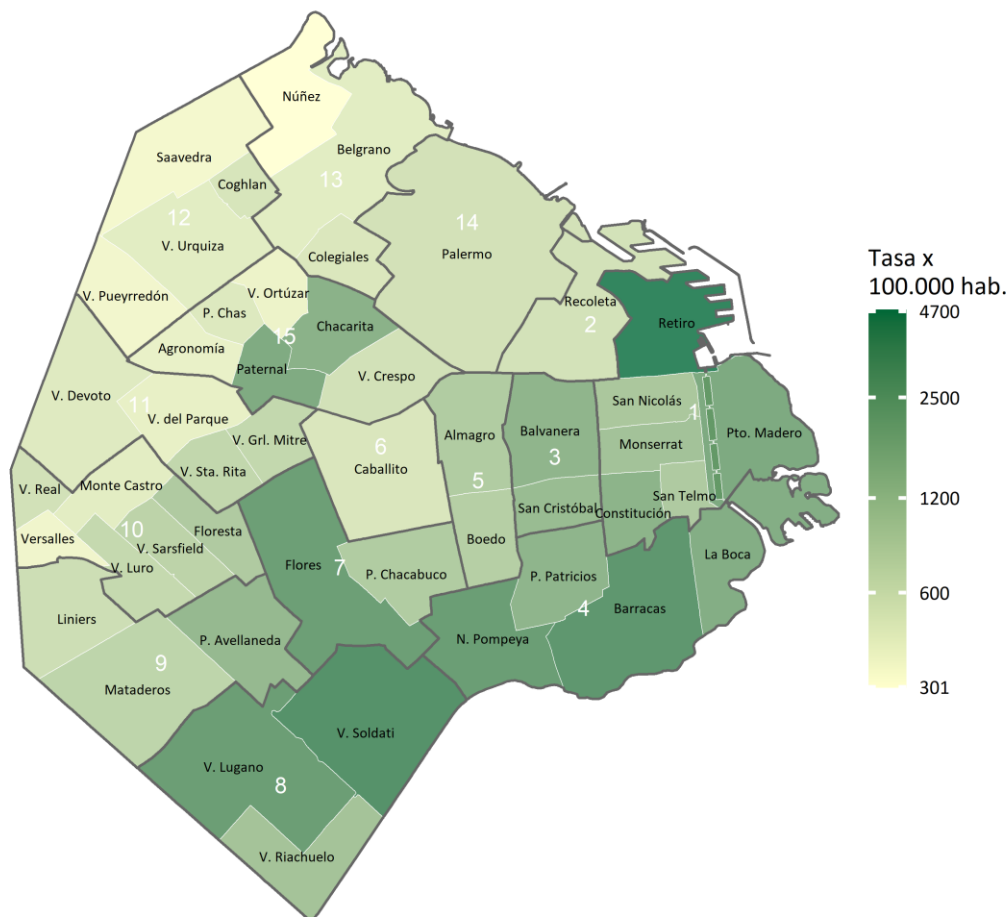 Núñez
Saavedra
Belgrano
Coghlan
13
12
V. Urquiza
14
Palermo
Colegiales
V. Pueyrredón
V. Ortúzar
P. Chas
Chacarita
Recoleta
2
Retiro
15
Agronomía
Paternal
V. Crespo
V. Devoto
11
V. del Parque
San Nolás
1
Almagro
Balvanera
Pto. Madero
V. Grl. Mitre
6
Caballito
Monserrat
3
V. Sta. Rita
5
V. Real
Monte Castro
San Telmo
San Cristóbal
Constitución
10
Floresta
Versalles
V. Sarsfield
Boedo
La Boca
V. Luro
Flores
7
P. Chacabuco
P. Patricios
4
Barracas
Liniers
P. Avellaneda
N. Pompeya
9
Mataderos
V. Soldati
V. Lugano
8
V. Riachuelo
Tasa x
100.000 hab.
4700
2500
1200
600
301